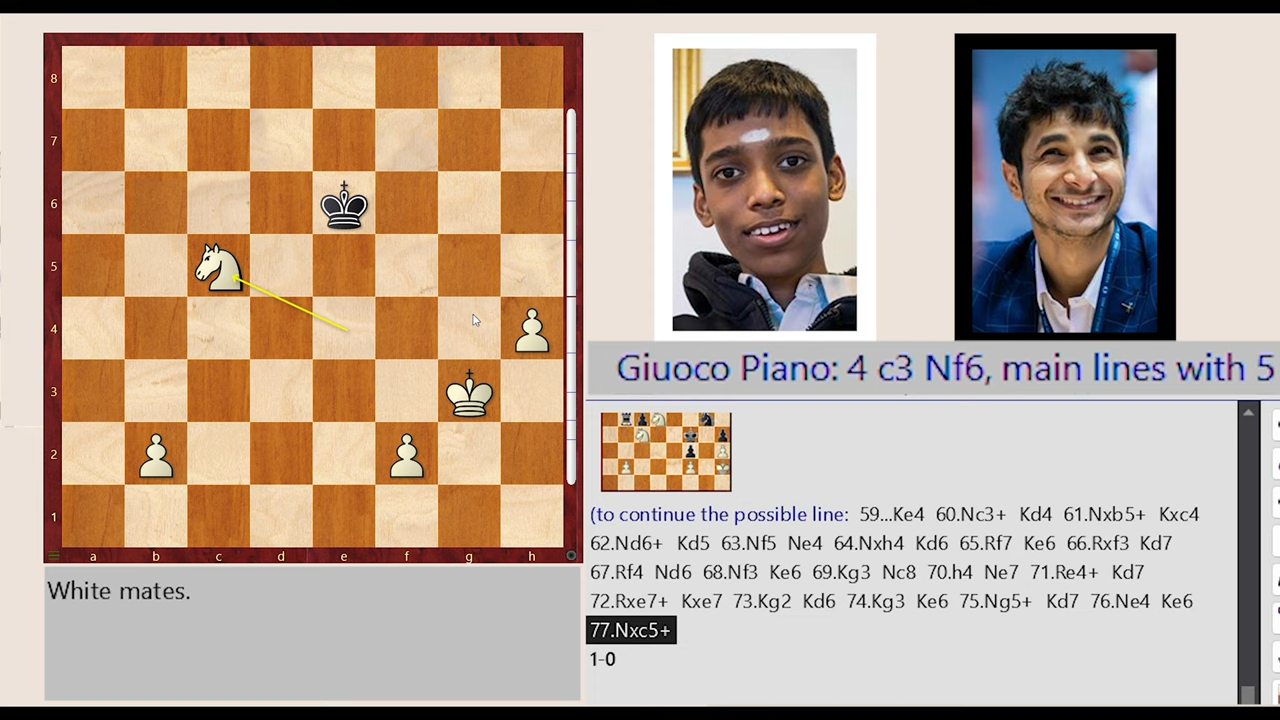 8
7
6
5
4
3
2
1
a b c d e f g h
White mates.
Giuoco Piano: 4 c3 Nf6, main lines with 5
(to continue the possible line: 59...Ke4 60.Nc3+ Kd4 61.Nxb5+ Kxc4
62.Nd6+ Kd5 63.Nf5 Ne4 64.Nxh4 Kd6 65.Rf7 Ke6 66.Rxf3 Kd7
67.Rf4 Nd6 68.Nf3 Ke6 69.Kg3 Nc8 70.h4 Ne7 71.Re4+ Kd7
72.Rxe7+ Kxe7 73.Kg2 Kd6 74.Kg3 Ke6 75.Ng5+ Kd7 76.Ne4 Ke6
77.Nxc5+
1-0